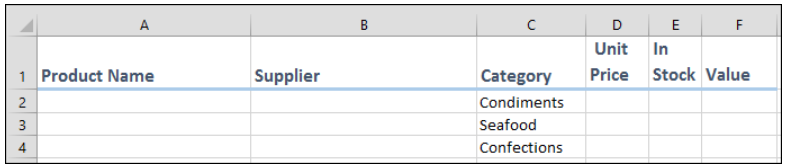 A B C D E F
1 Product Name Supplier Category Unit Price In Stock Value
2 Condiments
3 Seafood
4 Confections